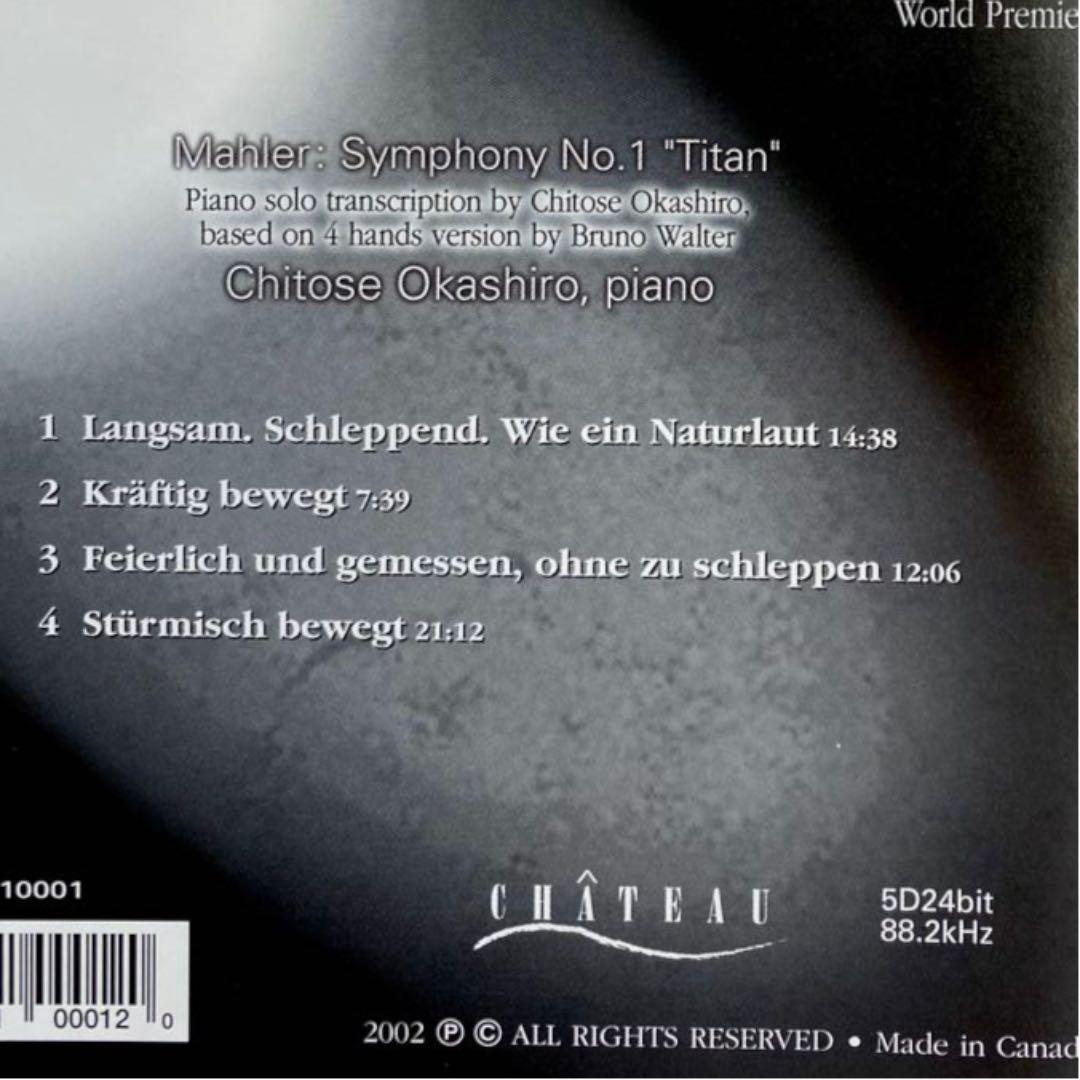 World Premie
Mahler: Symphony No.1 "Titan"
Piano solo transcription by Chitose Okashiro,
based on 4 hands version by Bruno Walter
Chitose Okashiro, piano
1 Langsam. Schleppend. Wie ein Naturlaut 14:38
2 Kräftig bewegt 7:39
3 Feierlich und gemessen, ohne zu schleppen 12:06
4 Stürmisch bewegt 21:12
10001
CHÂTEAU
5D24bit
88.2kHz
00012 0
2002 ℗ © ALL RIGHTS RESERVED • Made in Canad